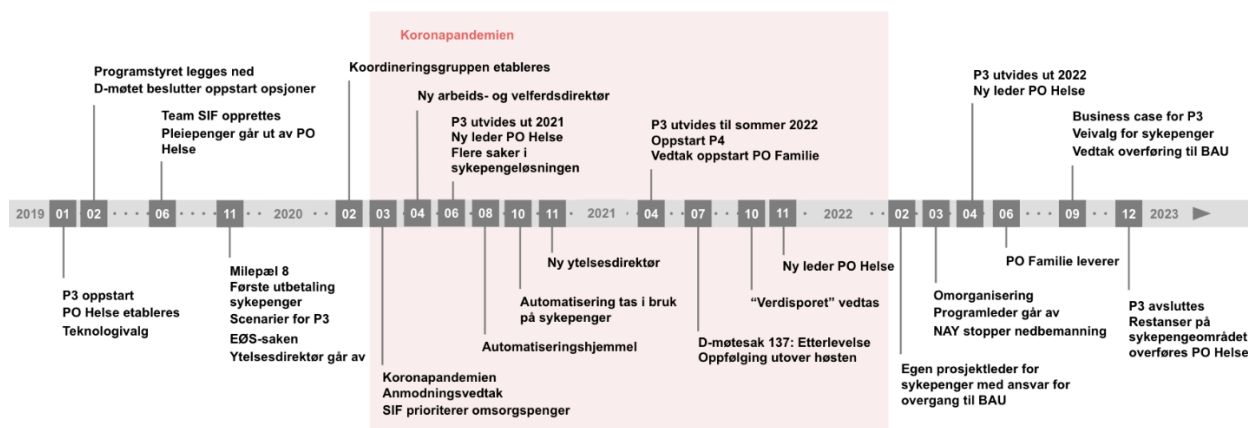 Koronapandemien
Programstyret legges ned
D-møtet beslutter oppstart opsjoner
Team SIF opprettes
Pleiepenger går ut av PO
Helse
Koordineringsgruppen etableres
Ny arbeids- og velferdsdirektør
P3 utvides ut 2021
Ny leder PO Helse
Flere saker i
sykepengeløsningen
P3 utvides til sommer 2022
Oppstart P4
Vedtak oppstart PO Familie
P3 utvides ut 2022
Ny leder PO Helse
Business case for P3
Veivalg for sykepenger
Vedtak overføring til BAU
2019 01 02 06 11 2020 02 03 04 06 08 10 11 2021 04 07 10 11 2022 02 03 04 06 09 12 2023
P3 oppstart
PO Helse etableres
Teknologivalg
Milepæl 8
Første utbetaling
sykepenger
Scenarier for P3
EØS-saken
Ytelsesdirektør går av
Koronapandemien
Anmodningsvedtak
SIF prioriterer omsorgspenger
Automatiseringshjemmel
Automatisering tas i bruk
på sykepenger
Ny ytelsesdirektør
D-møtesak 137: Etterlevelse
Oppfølging utover høsten
“Verdisporet” vedtas
Ny leder PO Helse
Egen prosjektleder for
sykepenger med ansvar for
overgang til BAU
Omorganisering
Programleder går av
NAY stopper nedbemanning
PO Familie leverer
P3 avsluttes
Restanser på
sykepengeområdet
overføres PO Helse